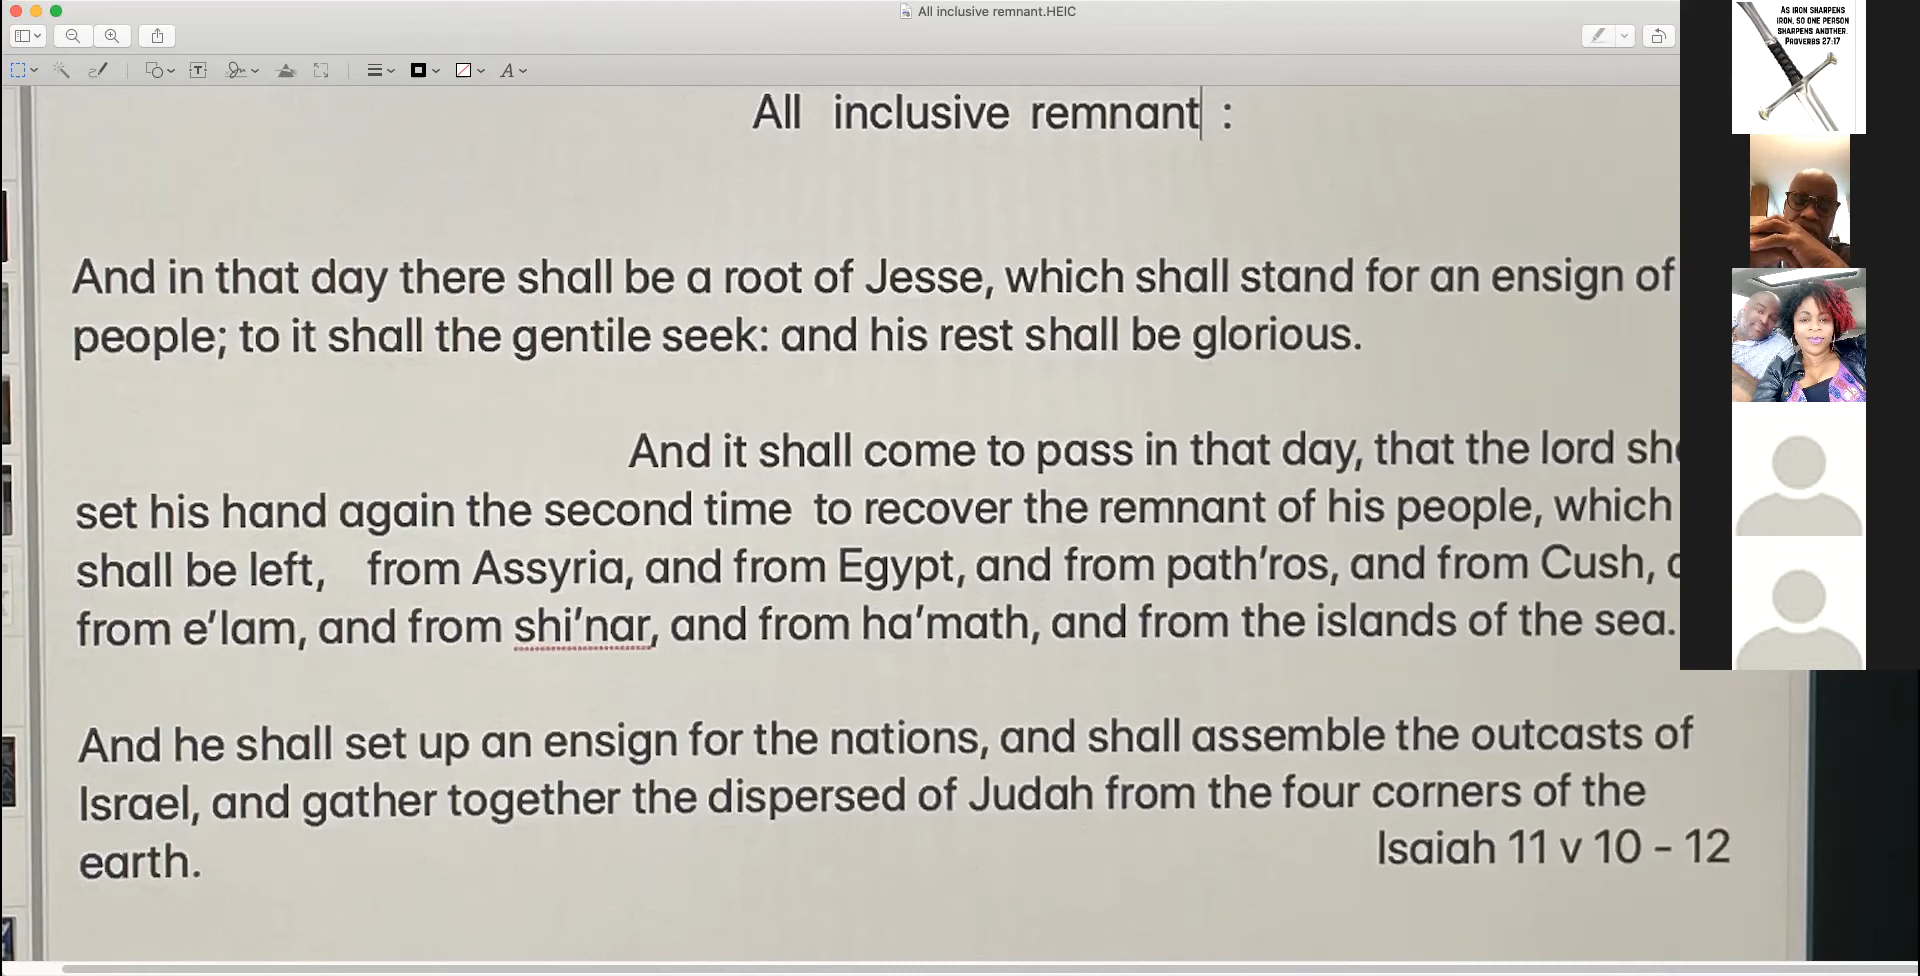 All inclusive remnant.HEIC
AS IRON SHARPENS
IRON, SO ONE PERSON
SHARPENS ANOTHER.
PROVERBS 27:17
All inclusive remnant :
And in that day there shall be a root of Jesse, which shall stand for an ensign of
people; to it shall the gentile seek: and his rest shall be glorious.
And it shall come to pass in that day, that the lord
set his hand again the second time to recover the remnant of his people, which
shall be left, from Assyria, and from Egypt, and from path'ros, and from Cush,
from e'lam, and from shi'nar, and from ha'math, and from the islands of the sea.
And he shall set up an ensign for the nations, and shall assemble the outcasts of
Israel, and gather together the dispersed of Judah from the four corners of the
earth.
Isaiah 11 v 10 - 12